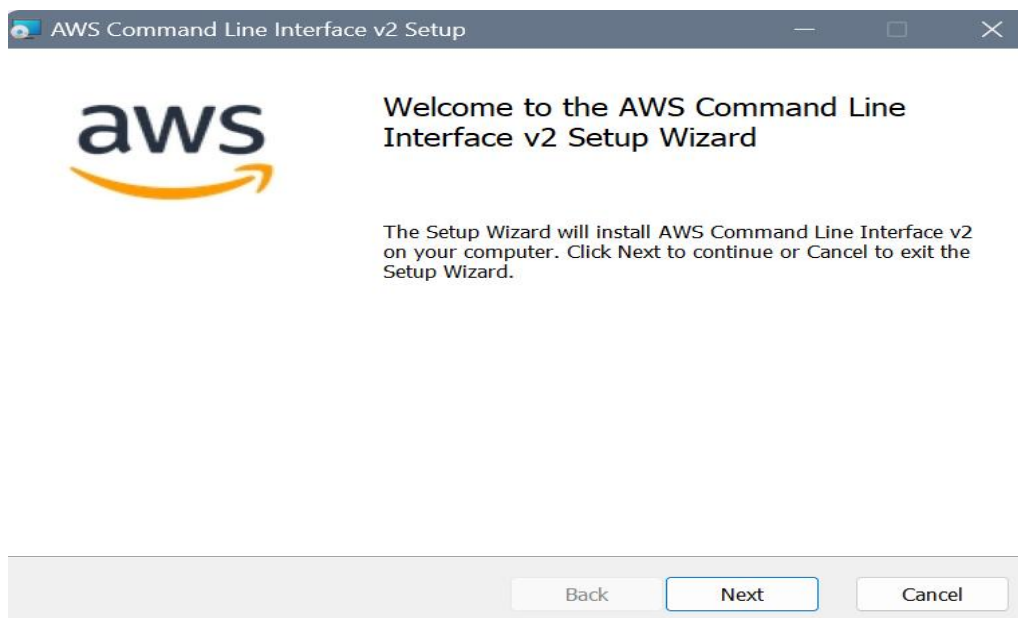 AWS Command Line Interface v2 Setup
aws
Welcome to the AWS Command Line
Interface v2 Setup Wizard
The Setup Wizard will install AWS Command Line Interface v2
on your computer. Click Next to continue or Cancel to exit the
Setup Wizard.
Back Next Cancel